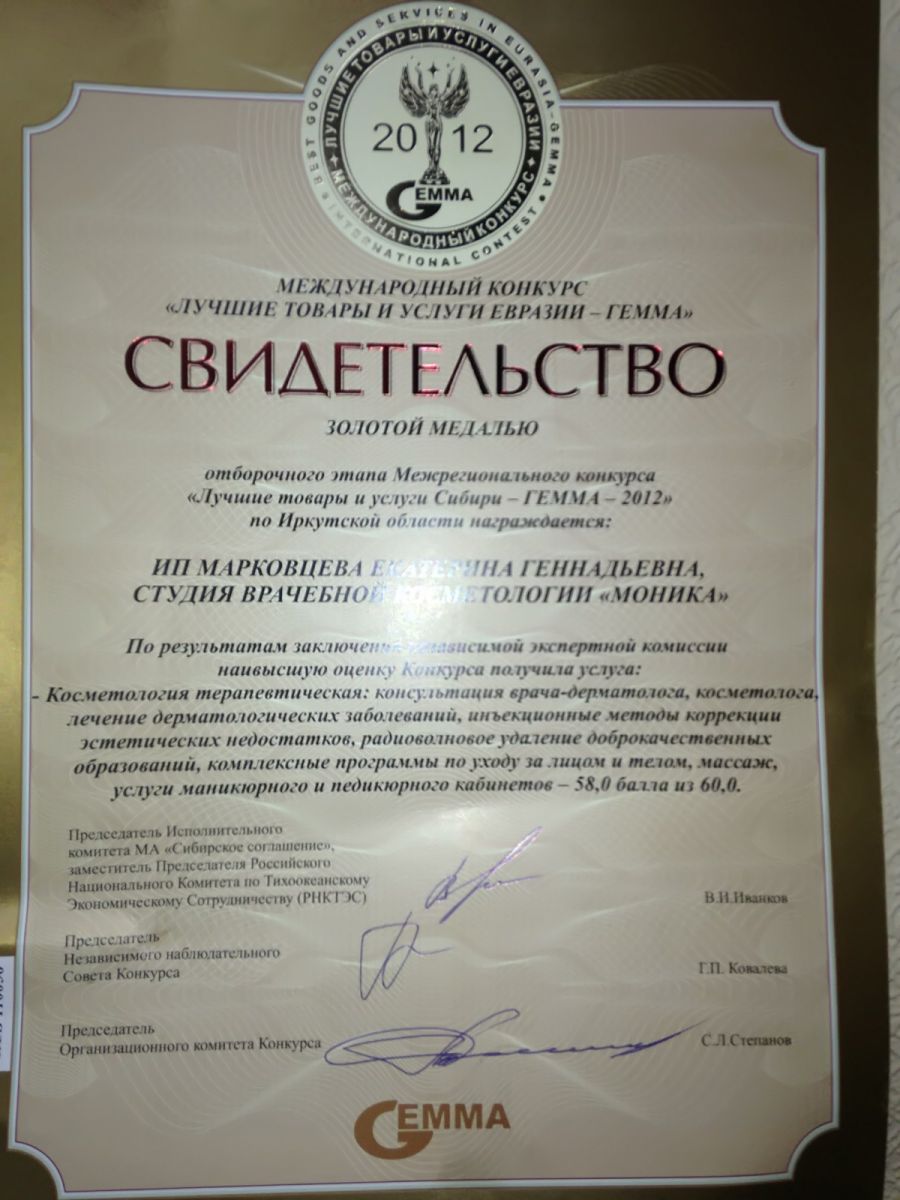 BEST GOODS AND SERVICES IN EURASIA-GEMMA
ЛУЧШИЕ ТОВАРЫ И УСЛУГИ ЕВРАЗИИ
2012
GEMMA
МЕЖДУНАРОДНЫЙ КОНКУРС
INTERNATIONAL CONTEST
МЕЖДУНАРОДНЫЙ КОНКУРС
«ЛУЧШИЕ ТОВАРЫ И УСЛУГИ ЕВРАЗИИ – ГЕММА»
СВИДЕТЕЛЬСТВО
ЗОЛОТОЙ МЕДАЛЬЮ
отборочного этапа Межрегионального конкурса
«Лучшие товары и услуги Сибири – ГЕММА – 2012»
по Иркутской области награждается:
ИП МАРКОВЦЕВА ЕКАТЕРИНА ГЕННАДЬЕВНА,
СТУДИЯ ВРАЧЕБНОЙ КОСМЕТОЛОГИИ «МОНИКА»
По результатам заключения независимой экспертной комиссии
наивысшую оценку Конкурса получила услуга:
- Косметология терапевтическая: консультация врача-дерматолога, косметолога,
лечение дерматологических заболеваний, инъекционные методы коррекции
эстетических недостатков, радиоволновое удаление доброкачественных
образований, комплексные программы по уходу за лицом и телом, массаж,
услуги маникюрного и педикюрного кабинетов – 58,0 балла из 60,0.
Председатель Исполнительного
комитета МА «Сибирское соглашение»,
заместитель Председателя Российского
Национального Комитета по Тихоокеанскому
Экономическому Сотрудничеству (РНКТЭС) В.И.Иванков
Председатель
Независимого наблюдательного
Совета Конкурса Г.П. Ковалева
Председатель
Организационного комитета Конкурса С.Л.Степанов
GEMMA